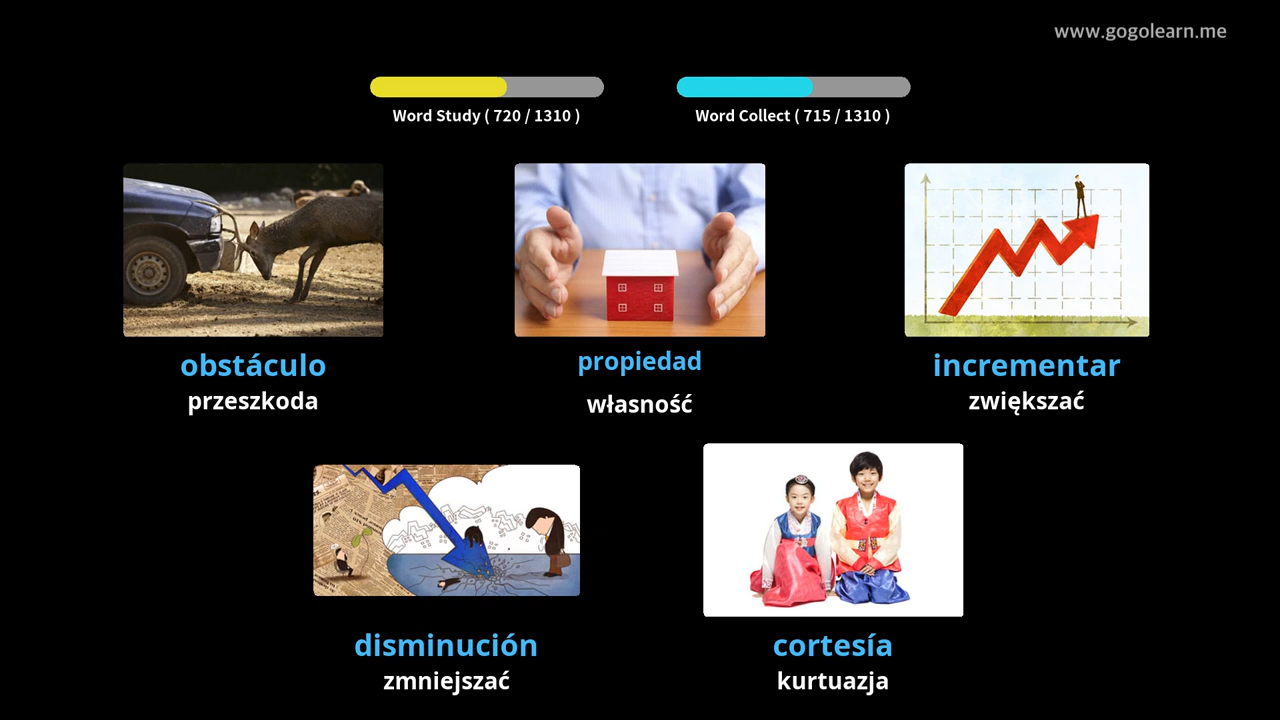 www.gogolearn.me
Word Study ( 720 / 1310 )
Word Collect ( 715 / 1310 )
obstáculo
przeszkoda
propiedad
własność
incrementar
zwiększać
disminución
zmniejszać
cortesía
kurtuazja